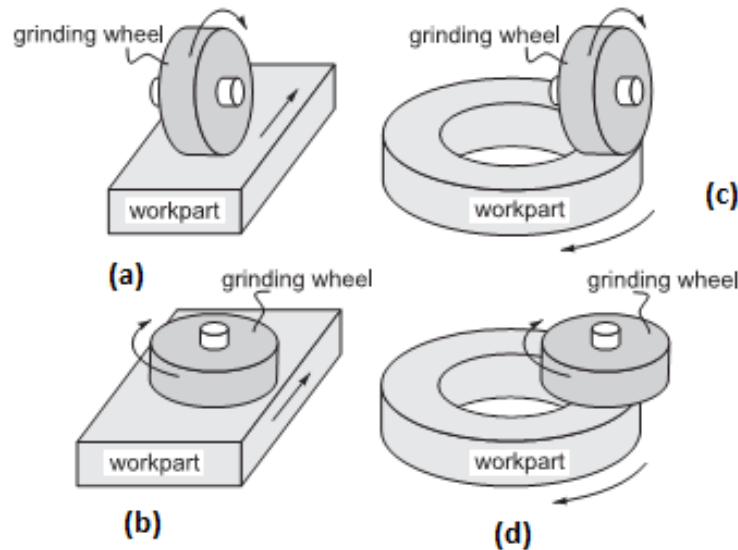 grinding wheel
workpart
(a)
grinding wheel
workpart
(c)
grinding wheel
workpart
(b)
grinding wheel
workpart
(d)